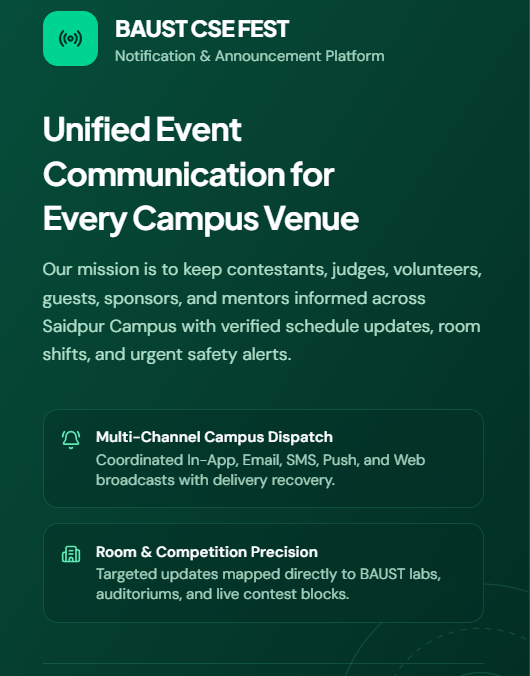 BAUST CSE FEST
Notification & Announcement Platform
Unified Event
Communication for
Every Campus Venue
Our mission is to keep contestants, judges, volunteers,
guests, sponsors, and mentors informed across
Saidpur Campus with verified schedule updates, room
shifts, and urgent safety alerts.
Multi-Channel Campus Dispatch
Coordinated In-App, Email, SMS, Push, and Web
broadcasts with delivery recovery.
Room & Competition Precision
Targeted updates mapped directly to BAUST labs,
auditoriums, and live contest blocks.